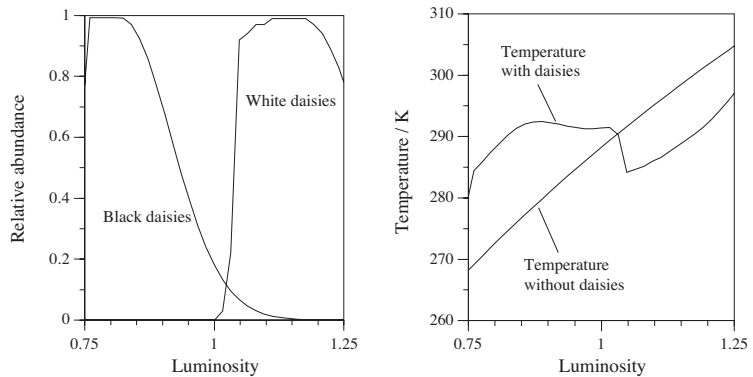 Relative abundance
1
0.8
0.6
0.4
0.2
0
0.75
1
1.25
Luminosity
Black daisies
White daisies
Temperature / K
310
300
290
280
270
260
0.75
1
1.25
Luminosity
Temperature
with daisies
Temperature
without daisies